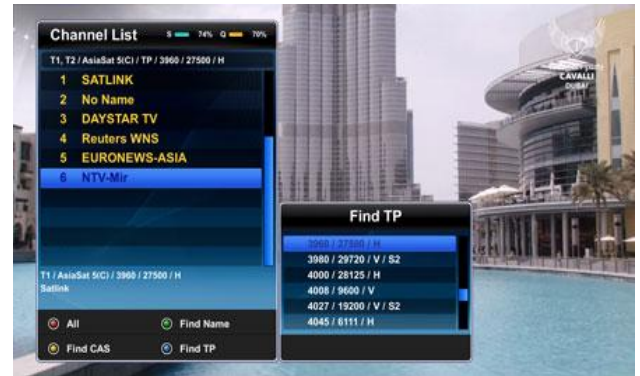 Channel List S 74% Q 70%
T1, T2 / AsiaSat 5(C) / TP / 3960 / 27500 / H
1 SATLINK
2 No Name
3 DAYSTAR TV
4 Reuters WNS
5 EURONEWS-ASIA
6 NTV-Mir
T1 / AsiaSat 5(C) / 3960 / 27500 / H
Satlink
All Find Name
Find CAS Find TP
Find TP
3960 / 27500 / H
3980 / 29720 / V / S2
4000 / 28125 / H
4008 / 9600 / V
4027 / 19200 / V / S2
4045 / 6111 / H
CAVALLI
DUBAI